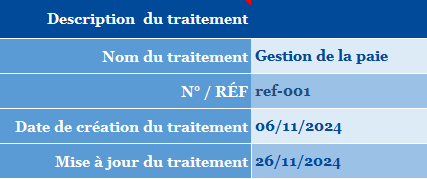 Description  du traitement
Nom du traitement Gestion de la paie
N° / RÉF ref-001
Date de création du traitement 06/11/2024
Mise à jour du traitement 26/11/2024